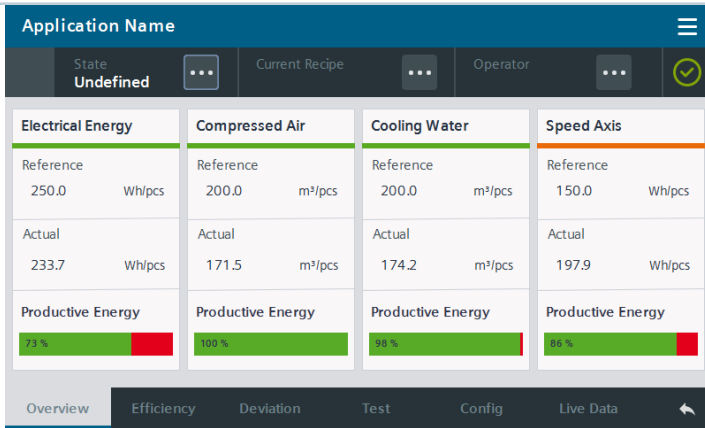 Application Name
State
Undefined
Current Recipe
Operator
Electrical Energy
Reference
250.0 Wh/pcs
Actual
233.7 Wh/pcs
Productive Energy
73 %
Compressed Air
Reference
200.0 m³/pcs
Actual
171.5 m³/pcs
Productive Energy
100 %
Cooling Water
Reference
200.0 m³/pcs
Actual
174.2 m³/pcs
Productive Energy
98 %
Speed Axis
Reference
150.0 Wh/pcs
Actual
197.9 Wh/pcs
Productive Energy
86 %
Overview Efficiency Deviation Test Config Live Data